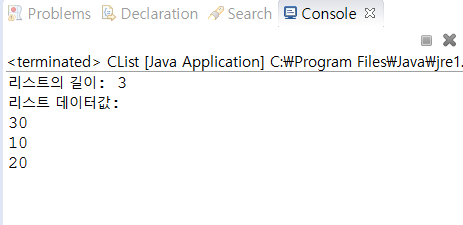 Problems Declaration Search Console
<terminated> CList [Java Application] C:₩Program Files₩Java₩jre1.
리스트의 길이: 3
리스트 데이터값:
30
10
20